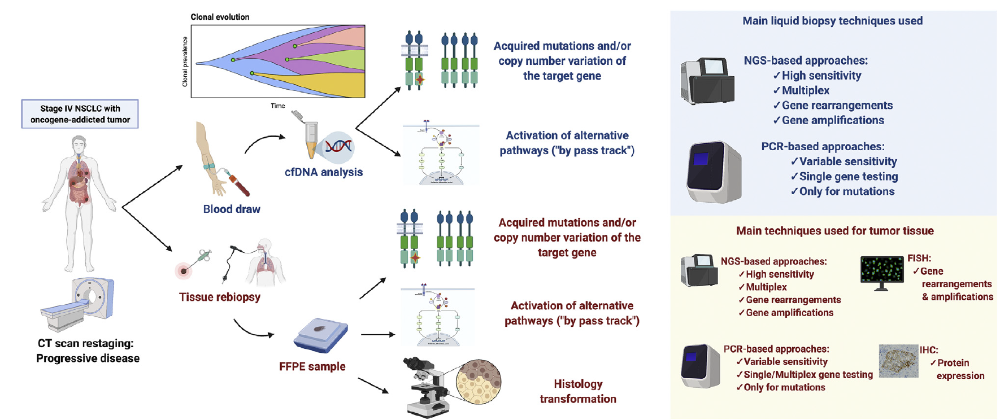 Clonal evolution
Clonal prevalence
Time
Stage IV NSCLC with
oncogene-addicted tumor
CT scan restaging:
Progressive disease
Blood draw
cfDNA analysis
Acquired mutations and/or
copy number variation of
the target gene
Activation of alternative
pathways ("by pass track")
Tissue rebiopsy
FFPE sample
Acquired mutations and/or
copy number variation of the
target gene
Activation of alternative
pathways ("by pass track")
Histology
transformation
Main liquid biopsy techniques used
NGS-based approaches:
✓High sensitivity
✓Multiplex
✓Gene rearrangements
✓Gene amplifications
PCR-based approaches:
✓Variable sensitivity
✓Single gene testing
✓Only for mutations
Main techniques used for tumor tissue
NGS-based approaches:
✓High sensitivity
✓Multiplex
✓Gene rearrangements
✓Gene amplifications
FISH:
✓Gene
rearrangements
& amplifications
PCR-based approaches:
✓Variable sensitivity
✓Single/Multiplex gene testing
✓Only for mutations
IHC:
✓Protein
expression